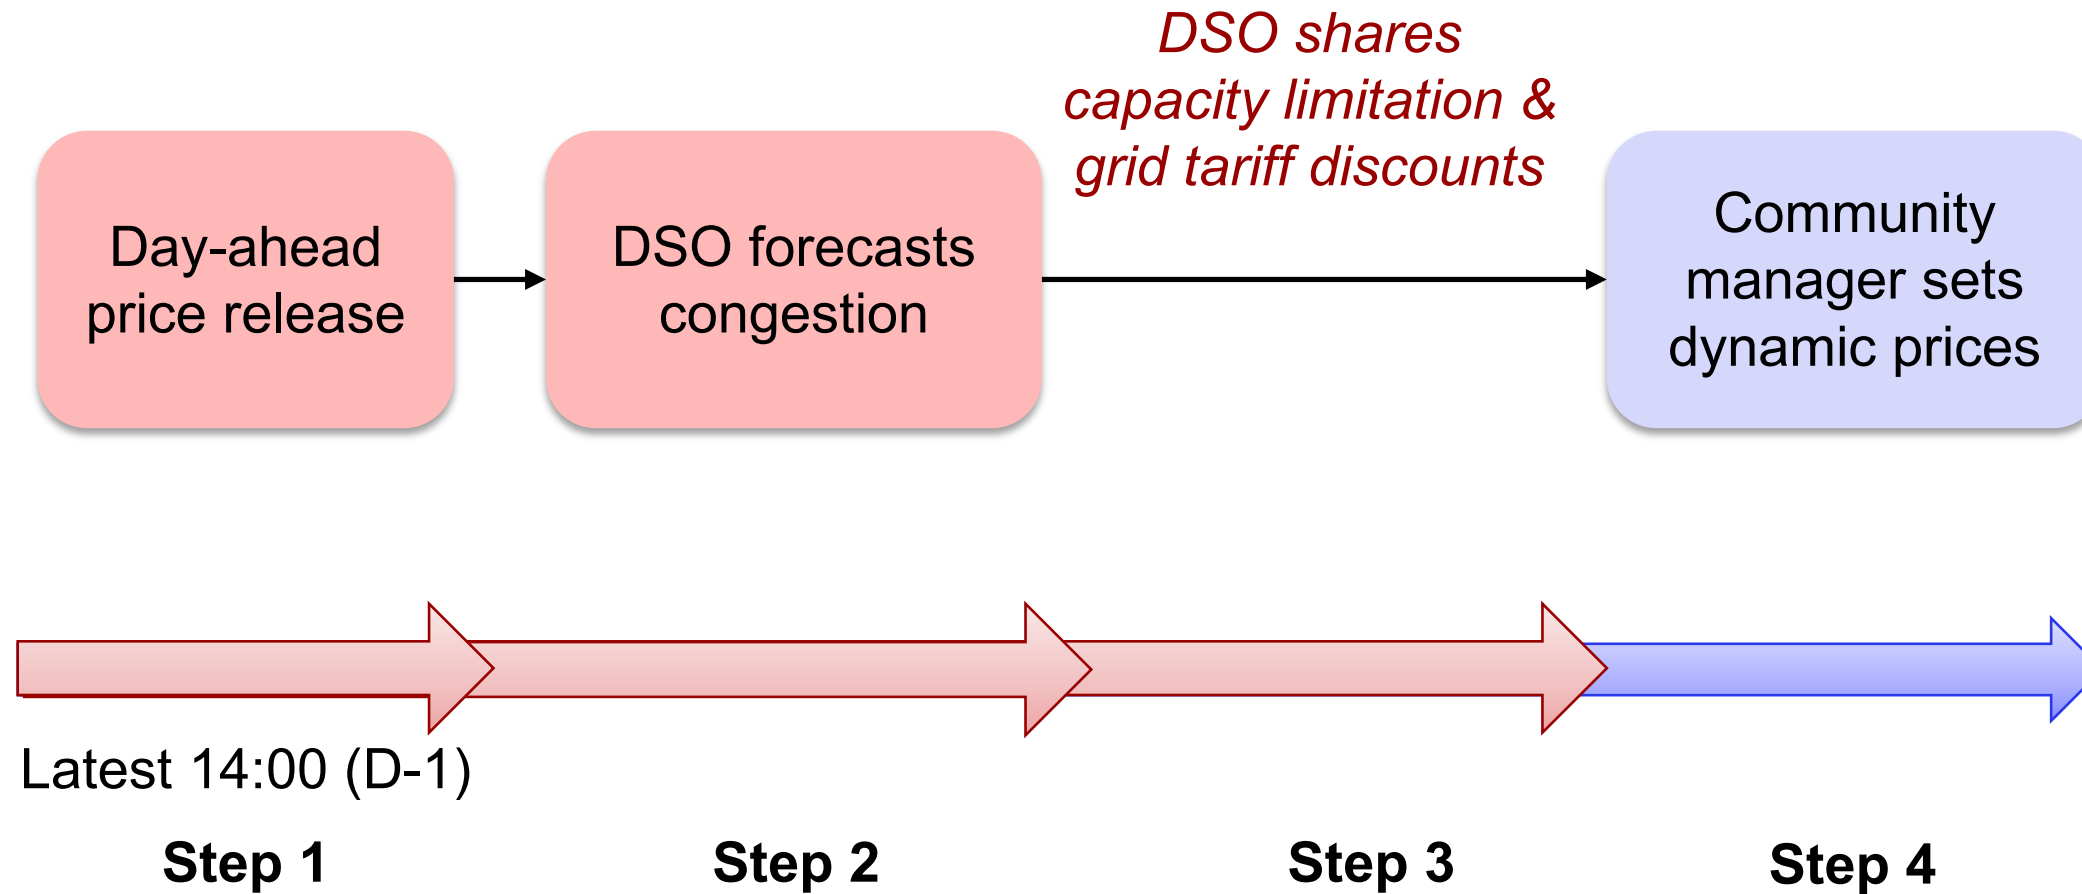 DSO shares
capacity limitation &
grid tariff discounts
Day-ahead
price release
DSO forecasts
congestion
Community
manager sets
dynamic prices
Latest 14:00 (D-1)
Step 1
Step 2
Step 3
Step 4